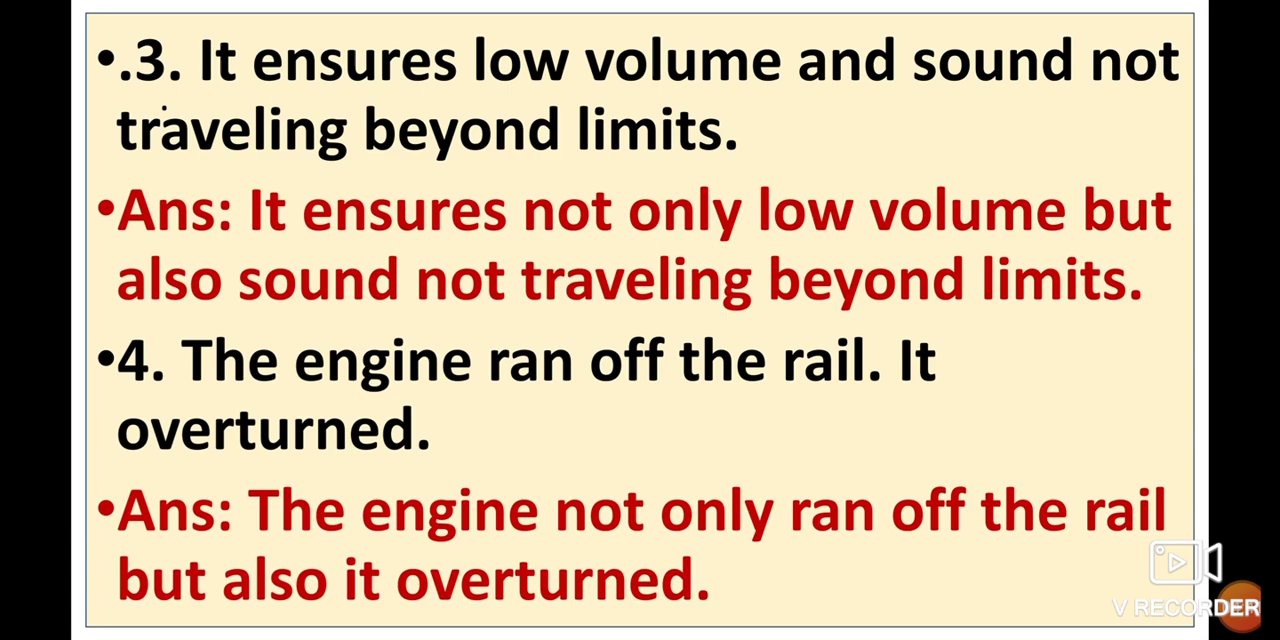 •.3. It ensures low volume and sound not
traveling beyond limits.
•Ans: It ensures not only low volume but
also sound not traveling beyond limits.
•4. The engine ran off the rail. It
overturned.
•Ans: The engine not only ran off the rail
but also it overturned.
V RECORDER